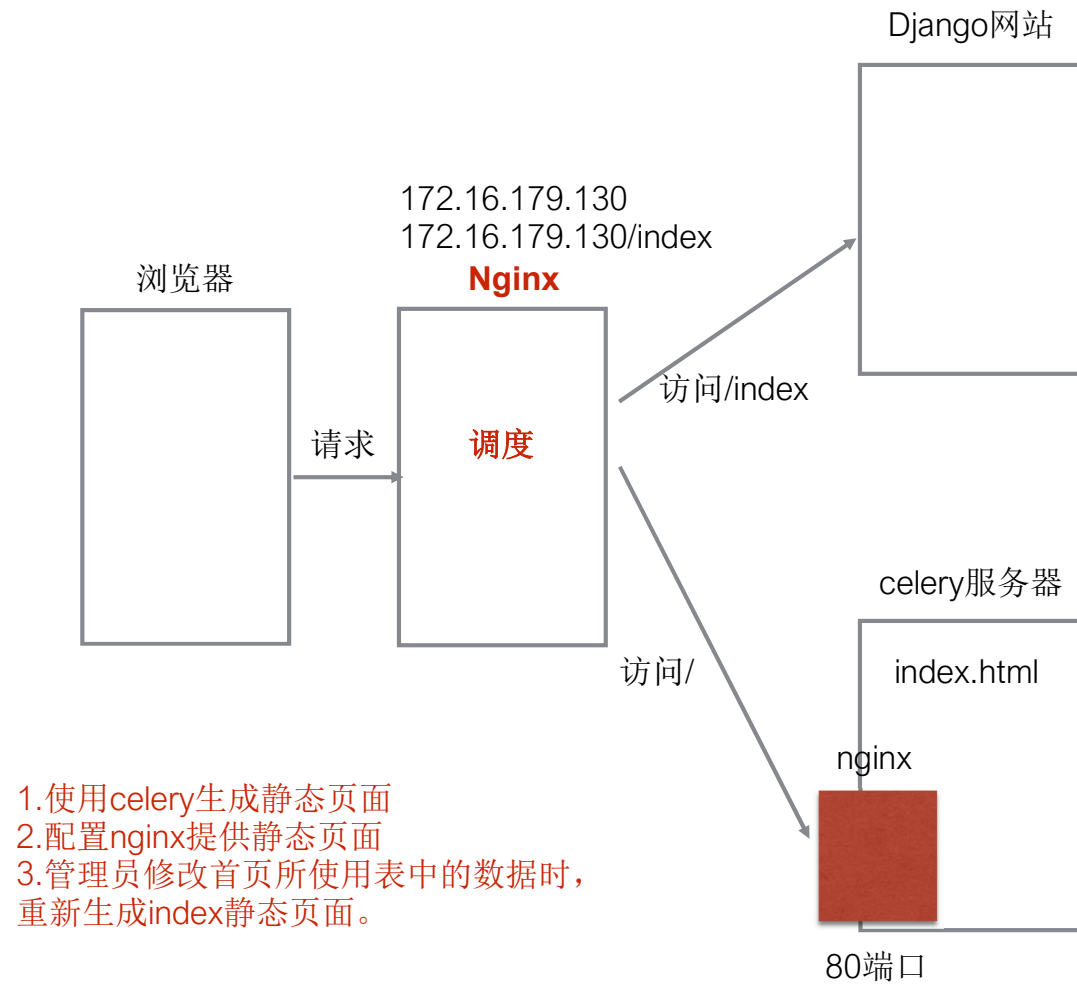 Django网站
172.16.179.130
172.16.179.130/index
Nginx
浏览器
访问/index
请求
调度
celery服务器
访问/
index.html
nginx
1.使用celery生成静态页面
2.配置nginx提供静态页面
3.管理员修改首页所使用表中的数据时，
重新生成index静态页面。
80端口